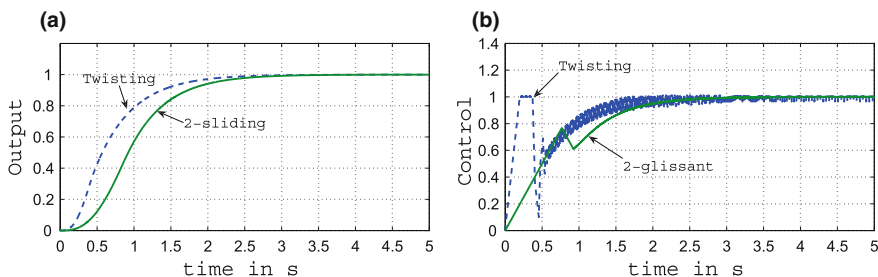 (a)
1.2
1
0.8
0.6
0.4
0.2
0
Output
Twisting
2-sliding
0 0.5 1 1.5 2 2.5 3 3.5 4 4.5 5
time in s
(b)
1.4
1.2
1
0.8
0.6
0.4
0.2
0
Control
Twisting
2-glissant
0 0.5 1 1.5 2 2.5 3 3.5 4 4.5 5
time in s